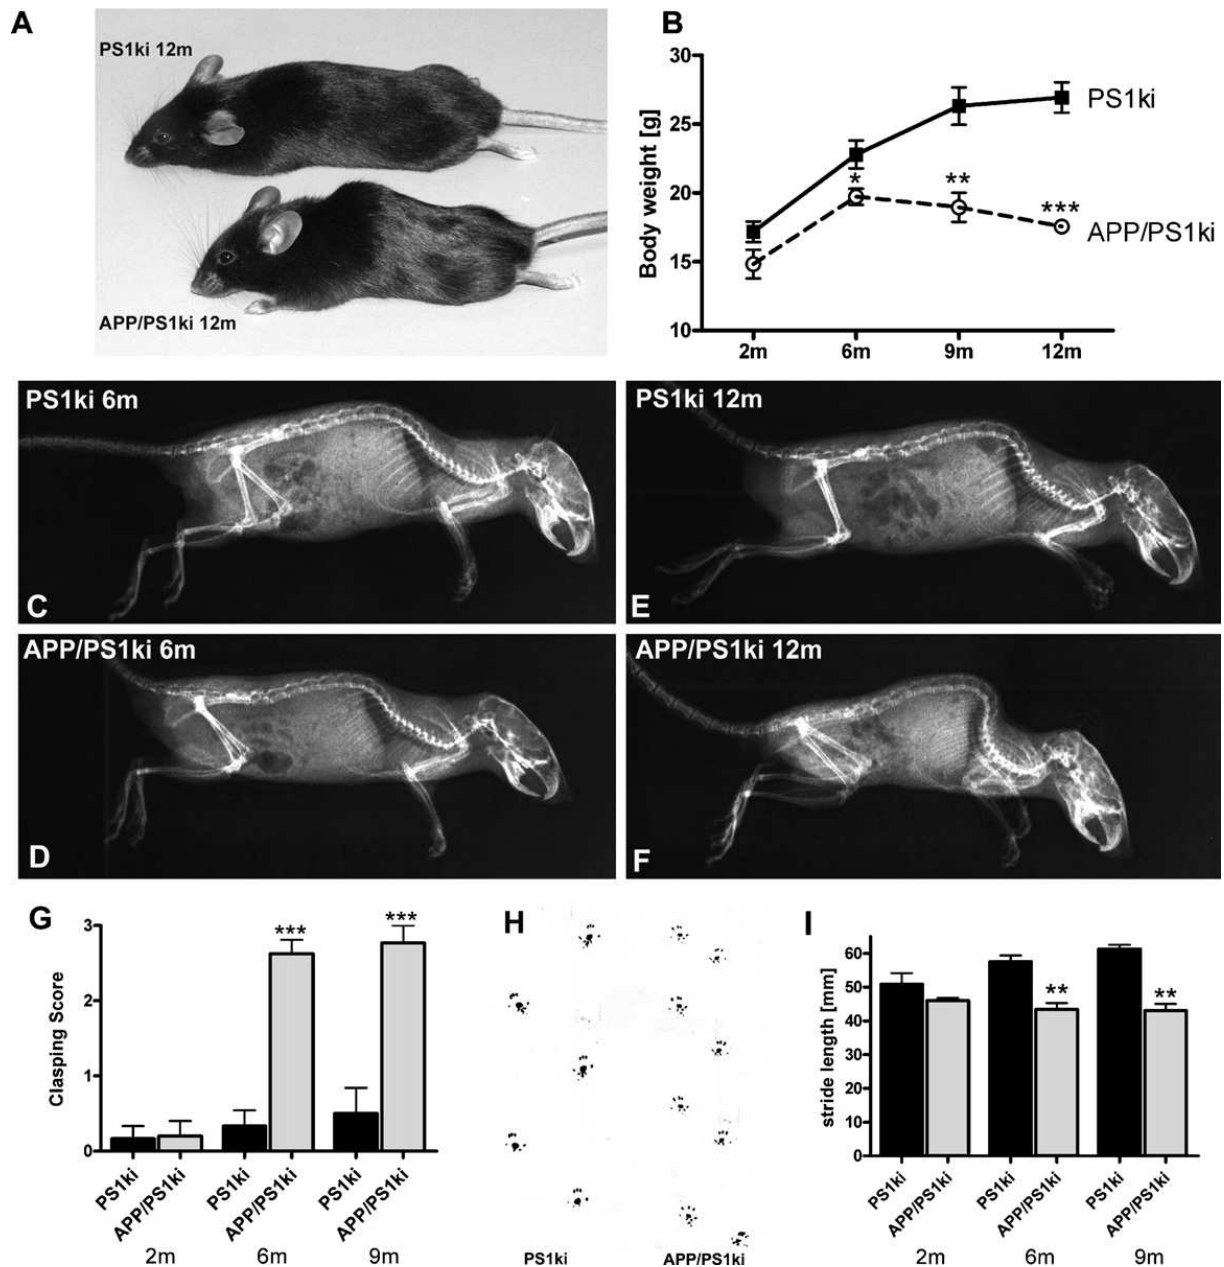 A
PS1ki 12m
APP/PS1ki 12m
B
Body weight [g]
30
25
20
15
10
PS1ki
*
**
***
APP/PS1ki
2m 6m 9m 12m
PS1ki 6m
C
PS1ki 12m
E
APP/PS1ki 6m
D
APP/PS1ki 12m
F
G
Clasping Score
3
2
1
0
***
***
PS1ki APP/PS1ki PS1ki APP/PS1ki PS1ki APP/PS1ki
2m 6m 9m
H
PS1ki APP/PS1ki
I
stride length [mm]
60
50
40
30
20
10
0
**
**
PS1ki APP/PS1ki PS1ki APP/PS1ki PS1ki APP/PS1ki
2m 6m 9m